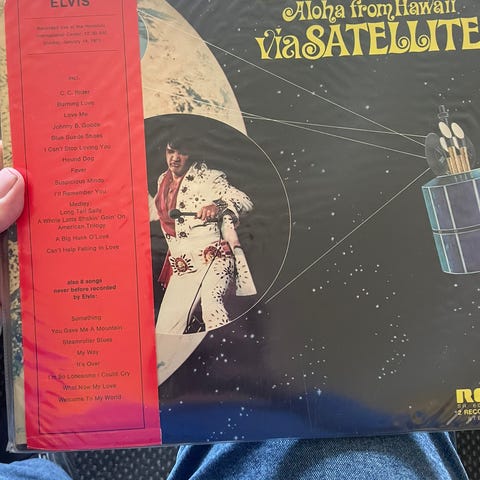 ELVIS
Recorded live at the Honolulu
International Center, 12:30 AM,
Sunday, January 14, 1973
C. C. Rider
Burning Love
Love Me
Johnny B. Goode
Blue Suede Shoes
I Can't Stop Loving You
Hound Dog
Fever
Suspicious Minds
I'll Remember You
Medley:
Long Tall Sally
A Whole Lotta Shakin' Goin' On
American Trilogy
A Big Hunk O'Love
Can't Help Falling in Love
also 8 songs
never before recorded
by Elvis:
Something
You Gave Me A Mountain
Steamroller Blues
My Way
It's Over
I'm So Lonesome I Could Cry
What Now My Love
Welcome To My World
Aloha from Hawaii
via SATELLITE